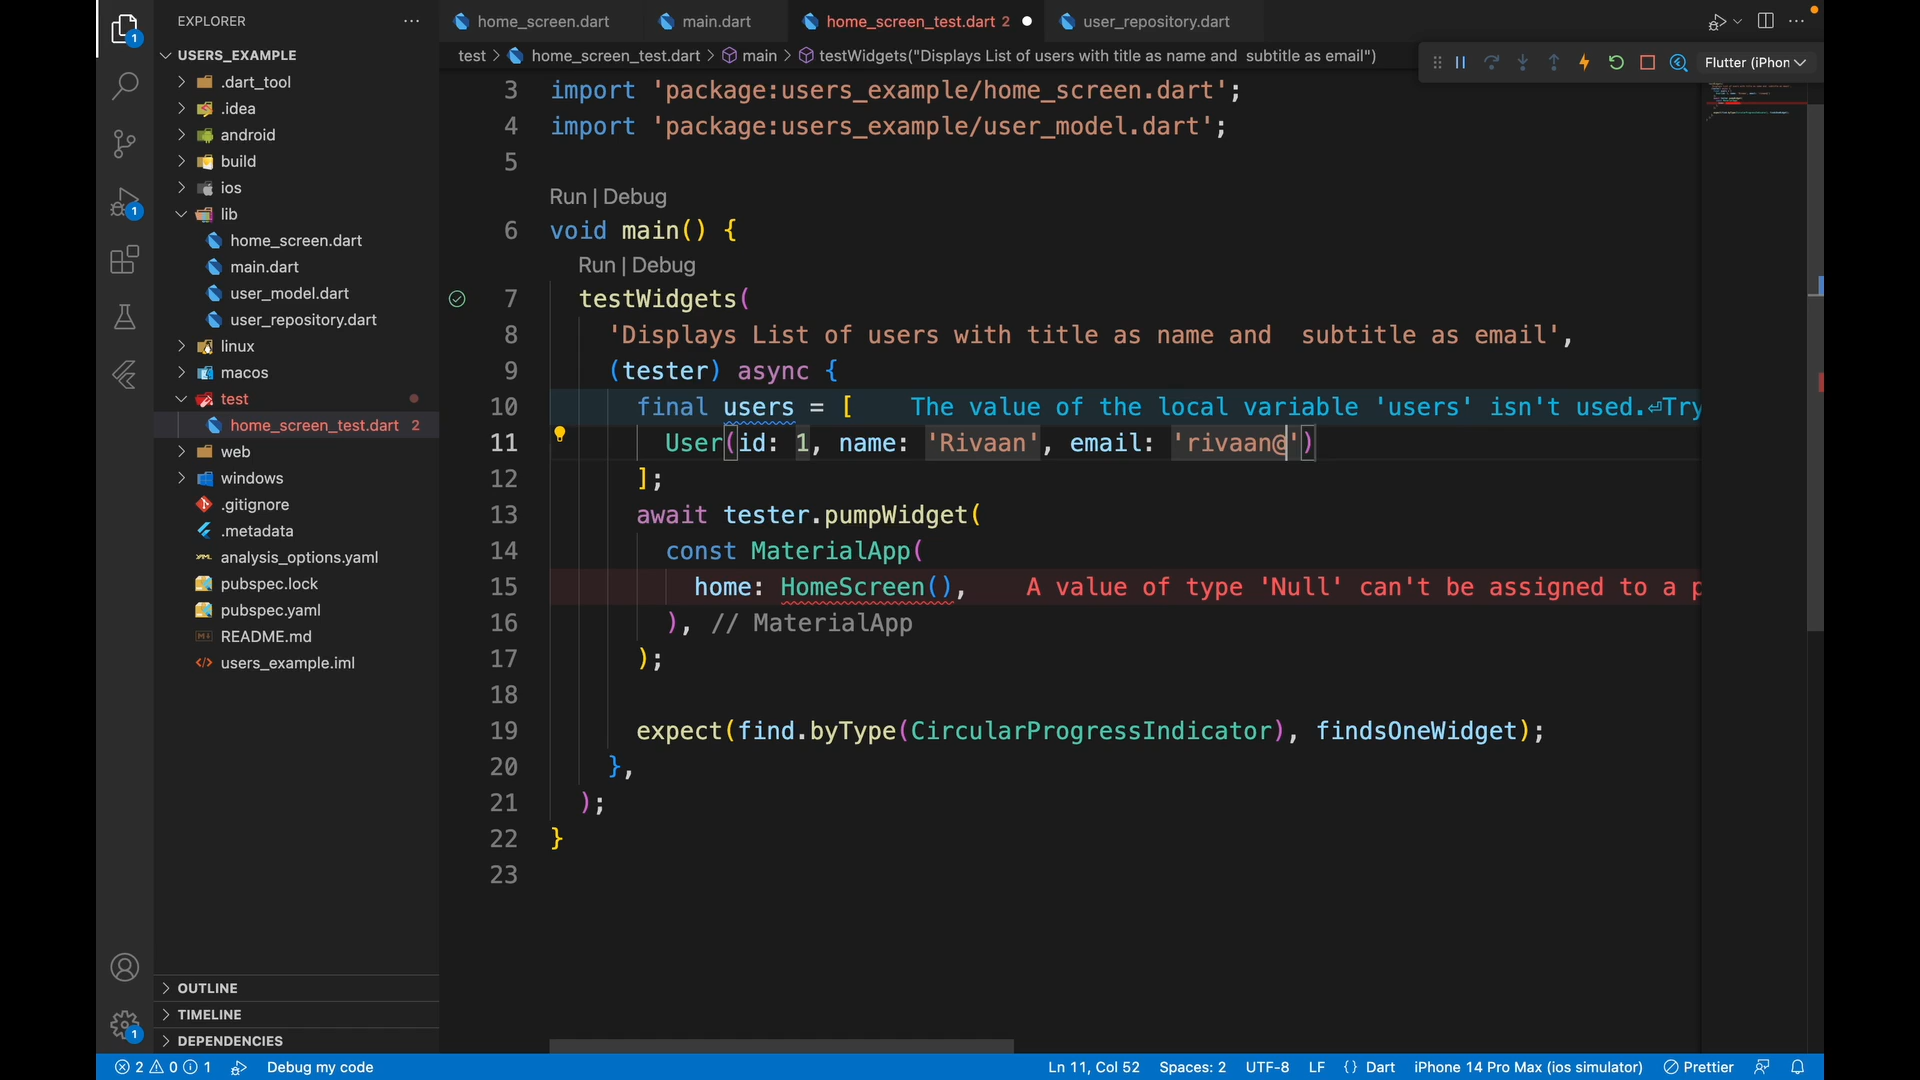 EXPLORER
home_screen.dart
main.dart
home_screen_test.dart 2
user_repository.dart
USERS_EXAMPLE
test > home_screen_test.dart > main > testWidgets("Displays List of users with title as name and  subtitle as email")
Flutter (iPhon
.dart_tool
.idea
android
build
ios
lib
home_screen.dart
main.dart
user_model.dart
user_repository.dart
linux
macos
test
home_screen_test.dart 2
web
windows
.gitignore
.metadata
analysis_options.yaml
pubspec.lock
pubspec.yaml
README.md
users_example.iml
OUTLINE
TIMELINE
DEPENDENCIES
1
1
1
3 import 'package:users_example/home_screen.dart';
4 import 'package:users_example/user_model.dart';
5
Run | Debug
6 void main() {
Run | Debug
7 testWidgets(
8 'Displays List of users with title as name and  subtitle as email',
9 (tester) async {
10 final users = [ The value of the local variable 'users' isn't used.⏎Try
11 User(id: 1, name: 'Rivaan', email: 'rivaan@')
12 ];
13 await tester.pumpWidget(
14 const MaterialApp(
15 home: HomeScreen(), A value of type 'Null' can't be assigned to a p
16 ), // MaterialApp
17 );
18
19 expect(find.byType(CircularProgressIndicator), findsOneWidget);
20 },
21 );
22 }
23
2 0 1 Debug my code
Ln 11, Col 52 Spaces: 2 UTF-8 LF {} Dart iPhone 14 Pro Max (ios simulator) Prettier